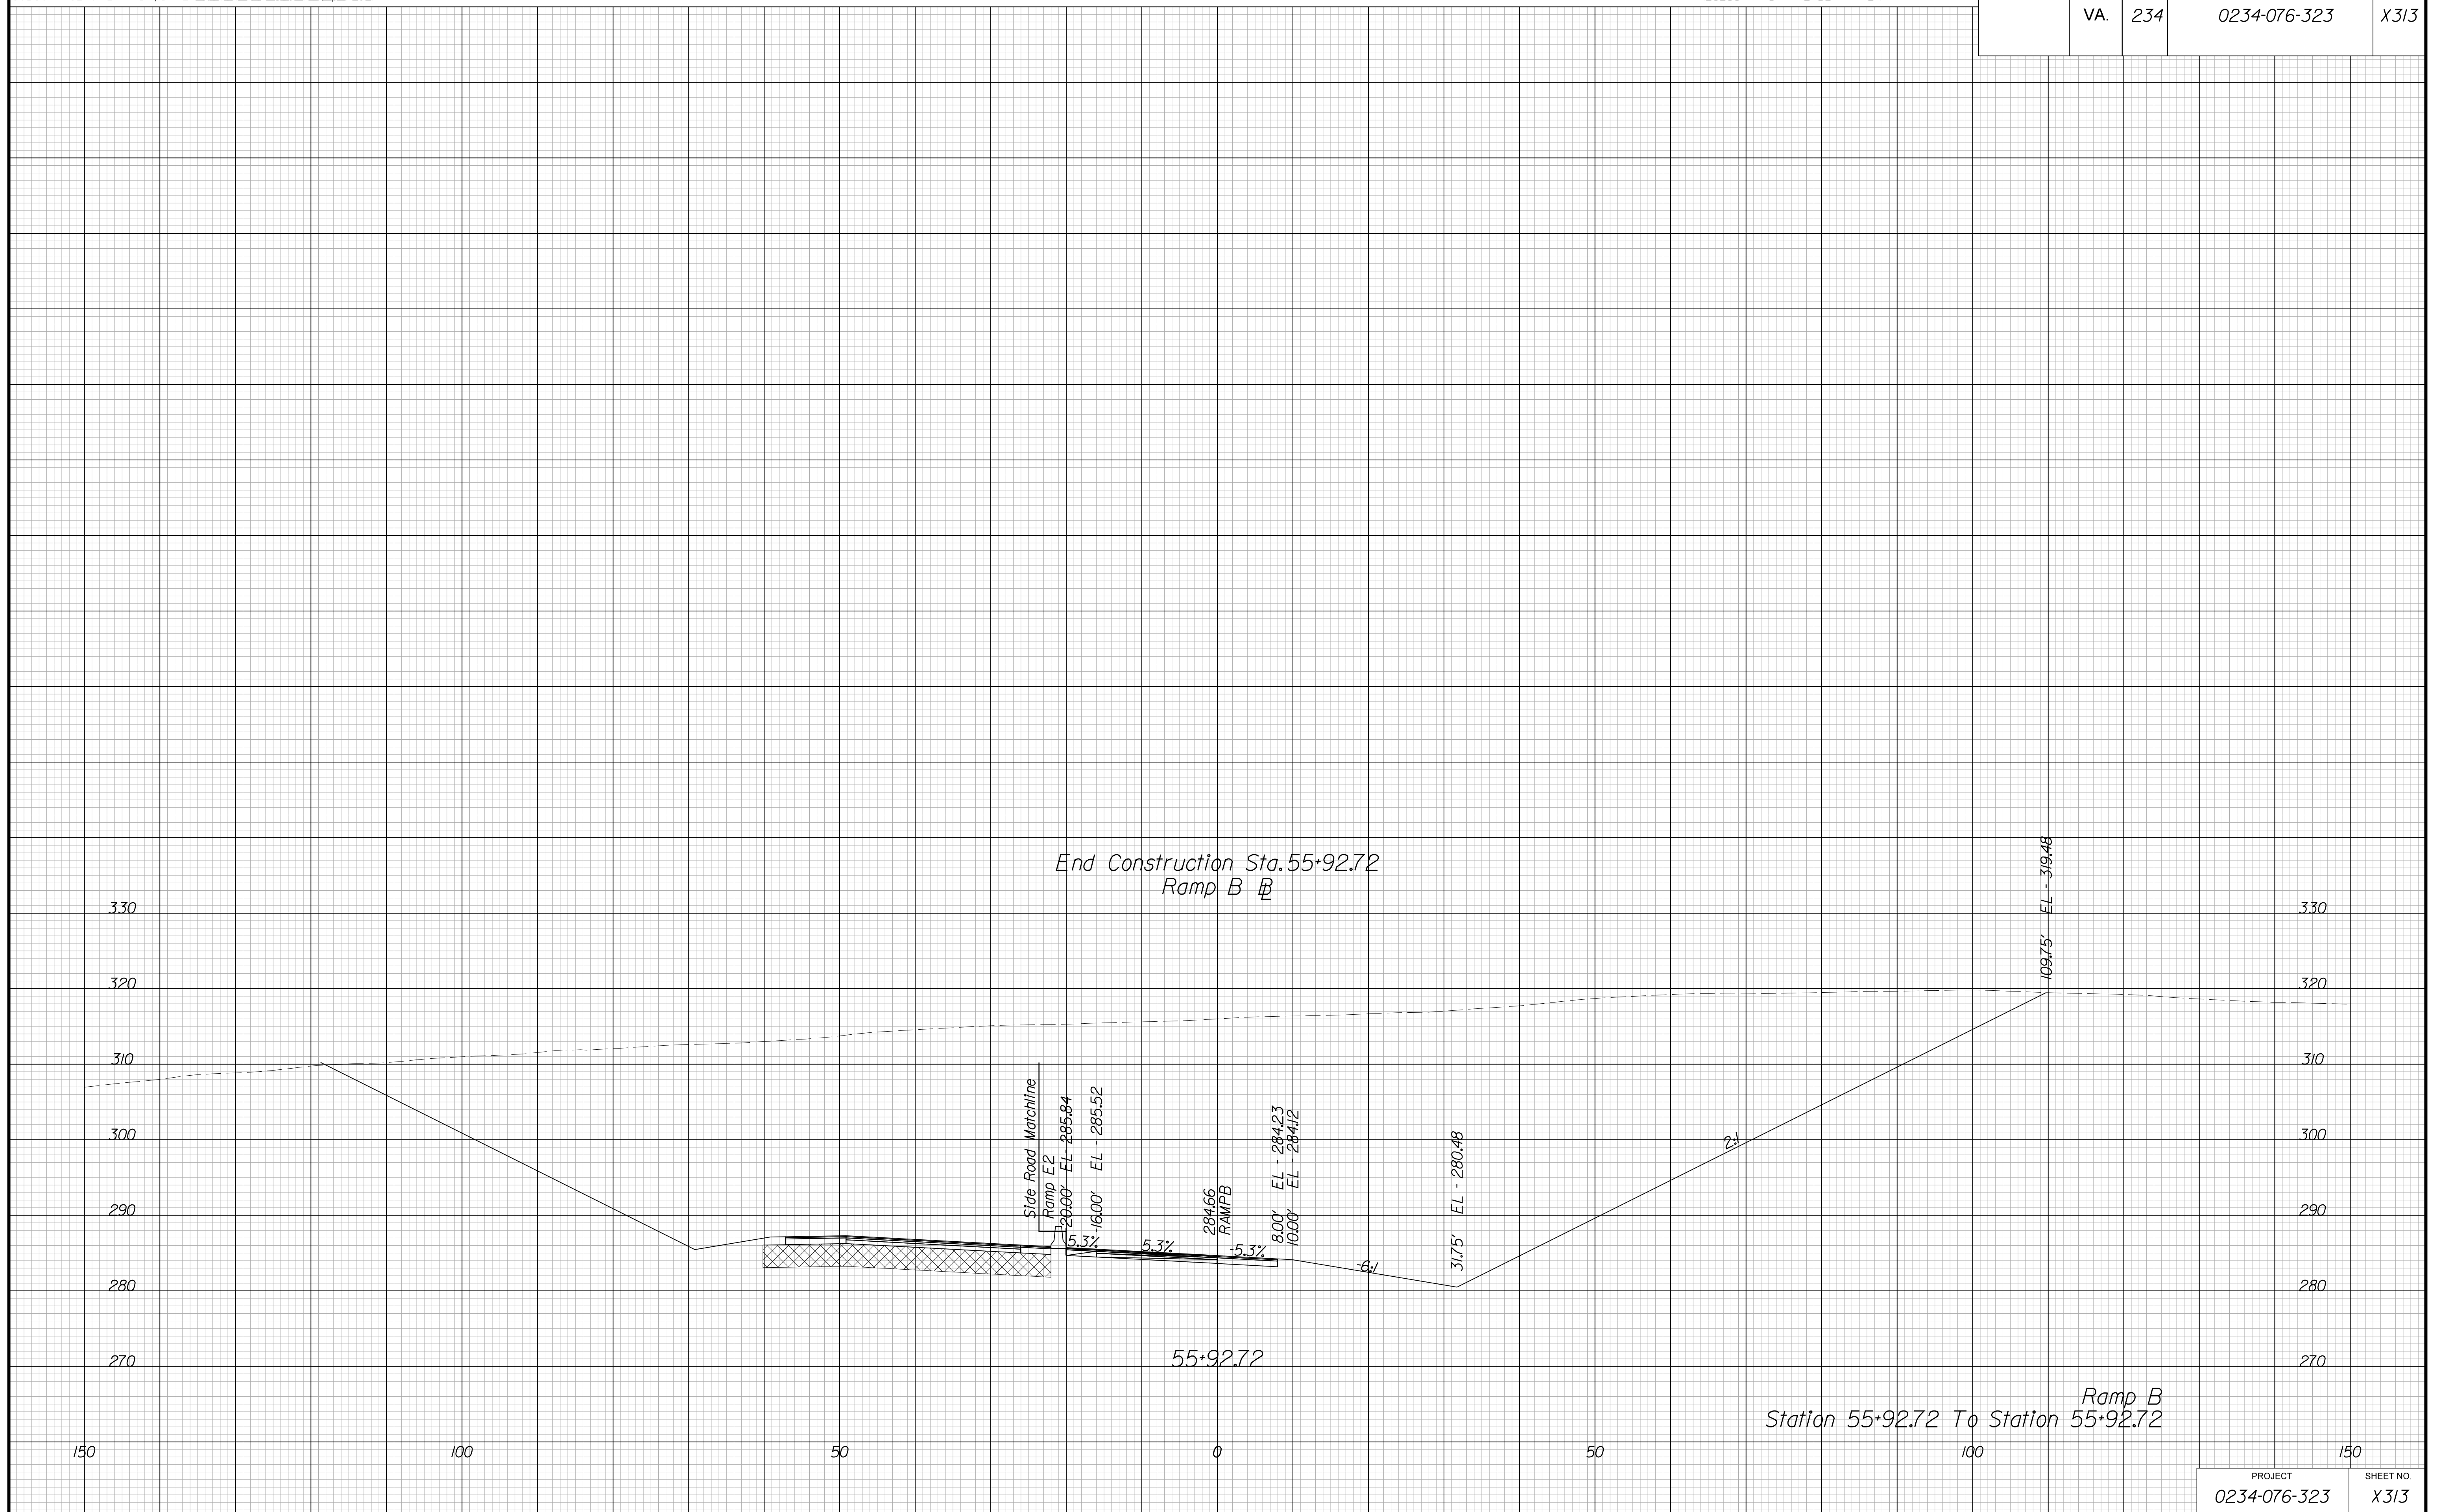 VA. 234 0234-076-323 X313
End Construction Sta. 55+92.72
Ramp B
109.75' EL - 319.48
330 330
320 320
310 310
300 300
290 290
280 280
270 270
Side Road Matchline
Ramp E2
-20.00' EL - 285.84
-16.00' EL - 285.52
284.66
RAMPB
8.00' EL - 284.23
10.00' EL - 284.12
31.75' EL - 280.48
5.3% 5.3% -5.3%
-6:1
2:1
55+92.72
Ramp B
Station 55+92.72 To Station 55+92.72
150 100 50 0 50 100 150
PROJECT SHEET NO.
0234-076-323 X313